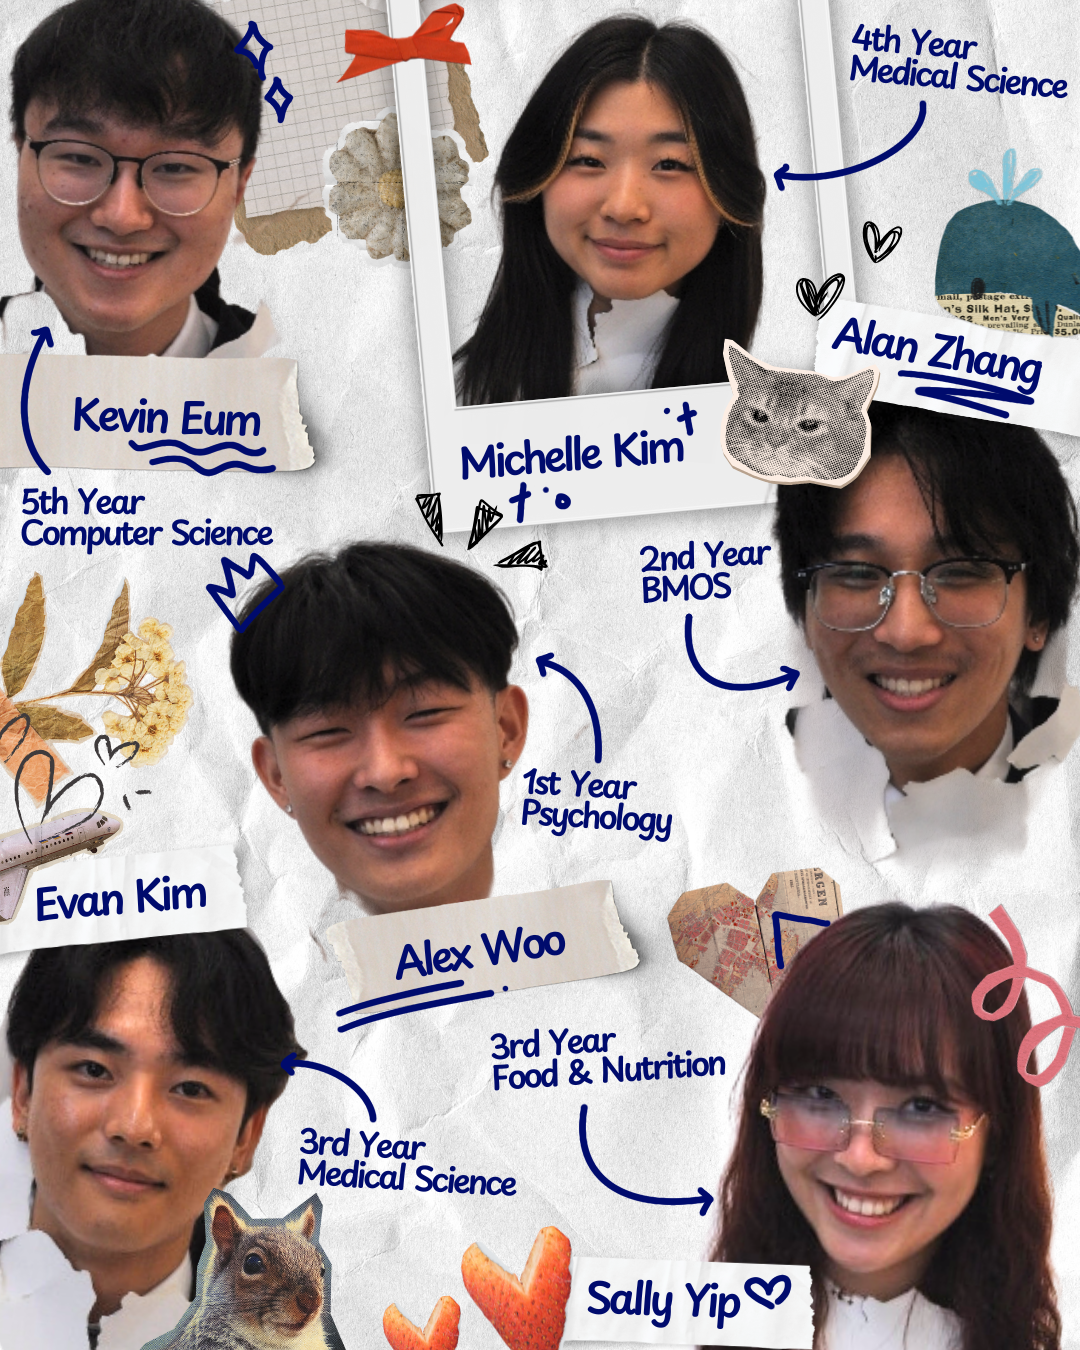 4th Year
Medical Science
Alan Zhang
Kevin Eum
Michelle Kim
5th Year
Computer Science
2nd Year
BMOS
1st Year
Psychology
Evan Kim
Alex Woo
3rd Year
Food & Nutrition
3rd Year
Medical Science
Sally Yip